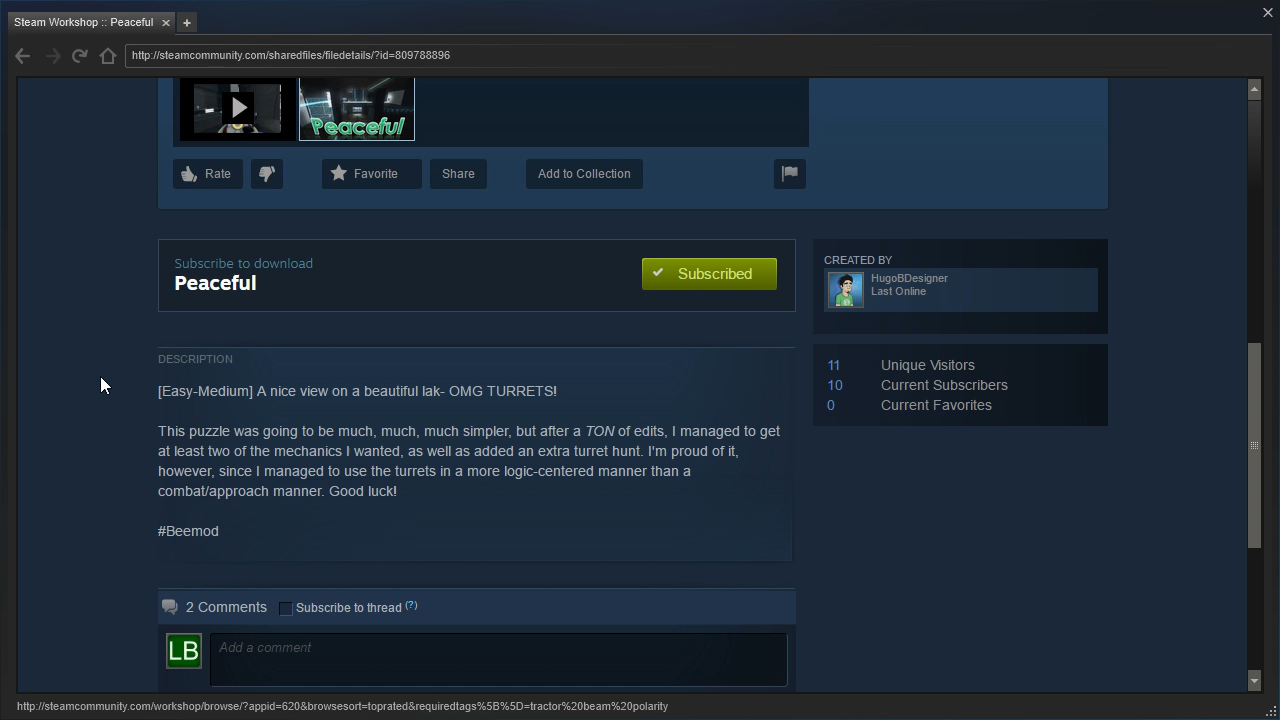 Steam Workshop :: Peaceful
http://steamcommunity.com/sharedfiles/filedetails/?id=809788896
Peaceful
Rate
Favorite
Share
Add to Collection
Subscribe to download
Peaceful
Subscribed
CREATED BY
HugoBDesigner
Last Online
11 Unique Visitors
10 Current Subscribers
0 Current Favorites
DESCRIPTION
[Easy-Medium] A nice view on a beautiful lak- OMG TURRETS!
This puzzle was going to be much, much, much simpler, but after a TON of edits, I managed to get
at least two of the mechanics I wanted, as well as added an extra turret hunt. I'm proud of it,
however, since I managed to use the turrets in a more logic-centered manner than a
combat/approach manner. Good luck!
#Beemod
2 Comments
Subscribe to thread (?)
LB
Add a comment
http://steamcommunity.com/workshop/browse/?appid=620&browsesort=toprated&requiredtags%5B%5D=tractor%20beam%20polarity